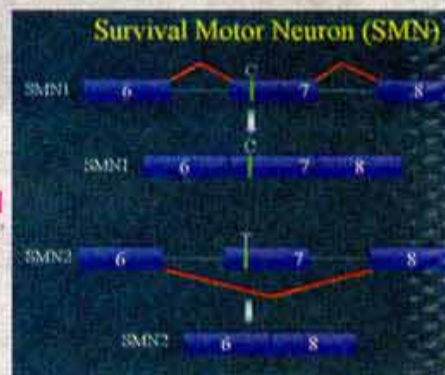 Survival Motor Neuron (SMN)
C
SMN1 6 7 8
C
SMN1 6 7 8
T
SMN2 6 7 8
SMN2 6 8